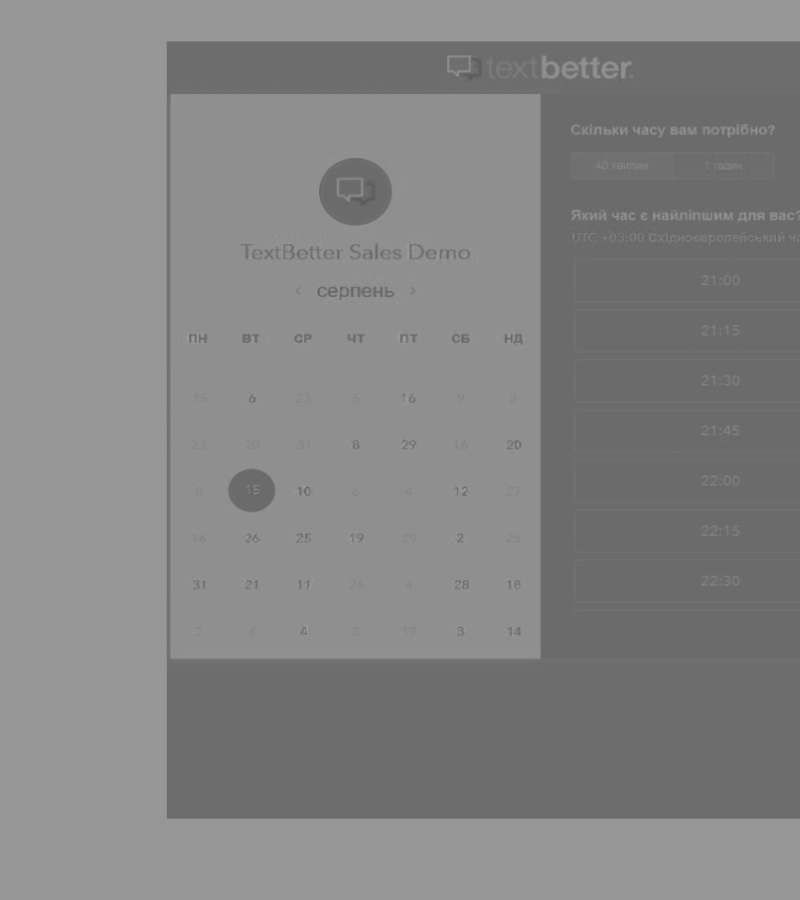 textbetter.
TextBetter Sales Demo
< серпень >
ПН ВТ СР ЧТ ПТ СБ НД
15 6 23 5 16 9 8
23 20 31 8 29 16 20
3 15 10 6 4 12 27
16 26 25 19 29 2 25
31 21 11 26 4 28 18
2 4 4 8 19 3 14
Скільки часу вам потрібно?
40 хвилин 1 годин
Який час є найліпшим для вас?
UTC +03:00 Східноєвропейський
21:00
21:15
21:30
21:45
22:00
22:15
22:30